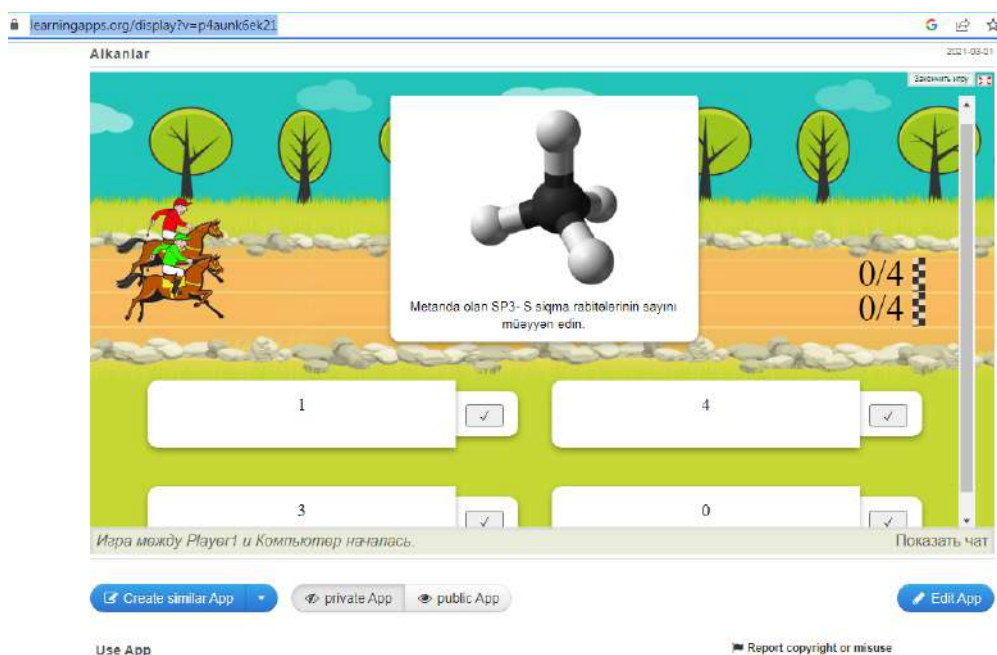 learningapps.org/display?v=p4aunk6ek21
Alkanlar
2021-03-01
Закончить игру
Metanda olan SP3- S siqma rabitələrinin sayını
müəyyən edin.
0/4
0/4
1
4
3
0
Игра между Player1 и Компьютер началась.
Показать чат
Create similar App
private App
public App
Edit App
Use App
Report copyright or misuse